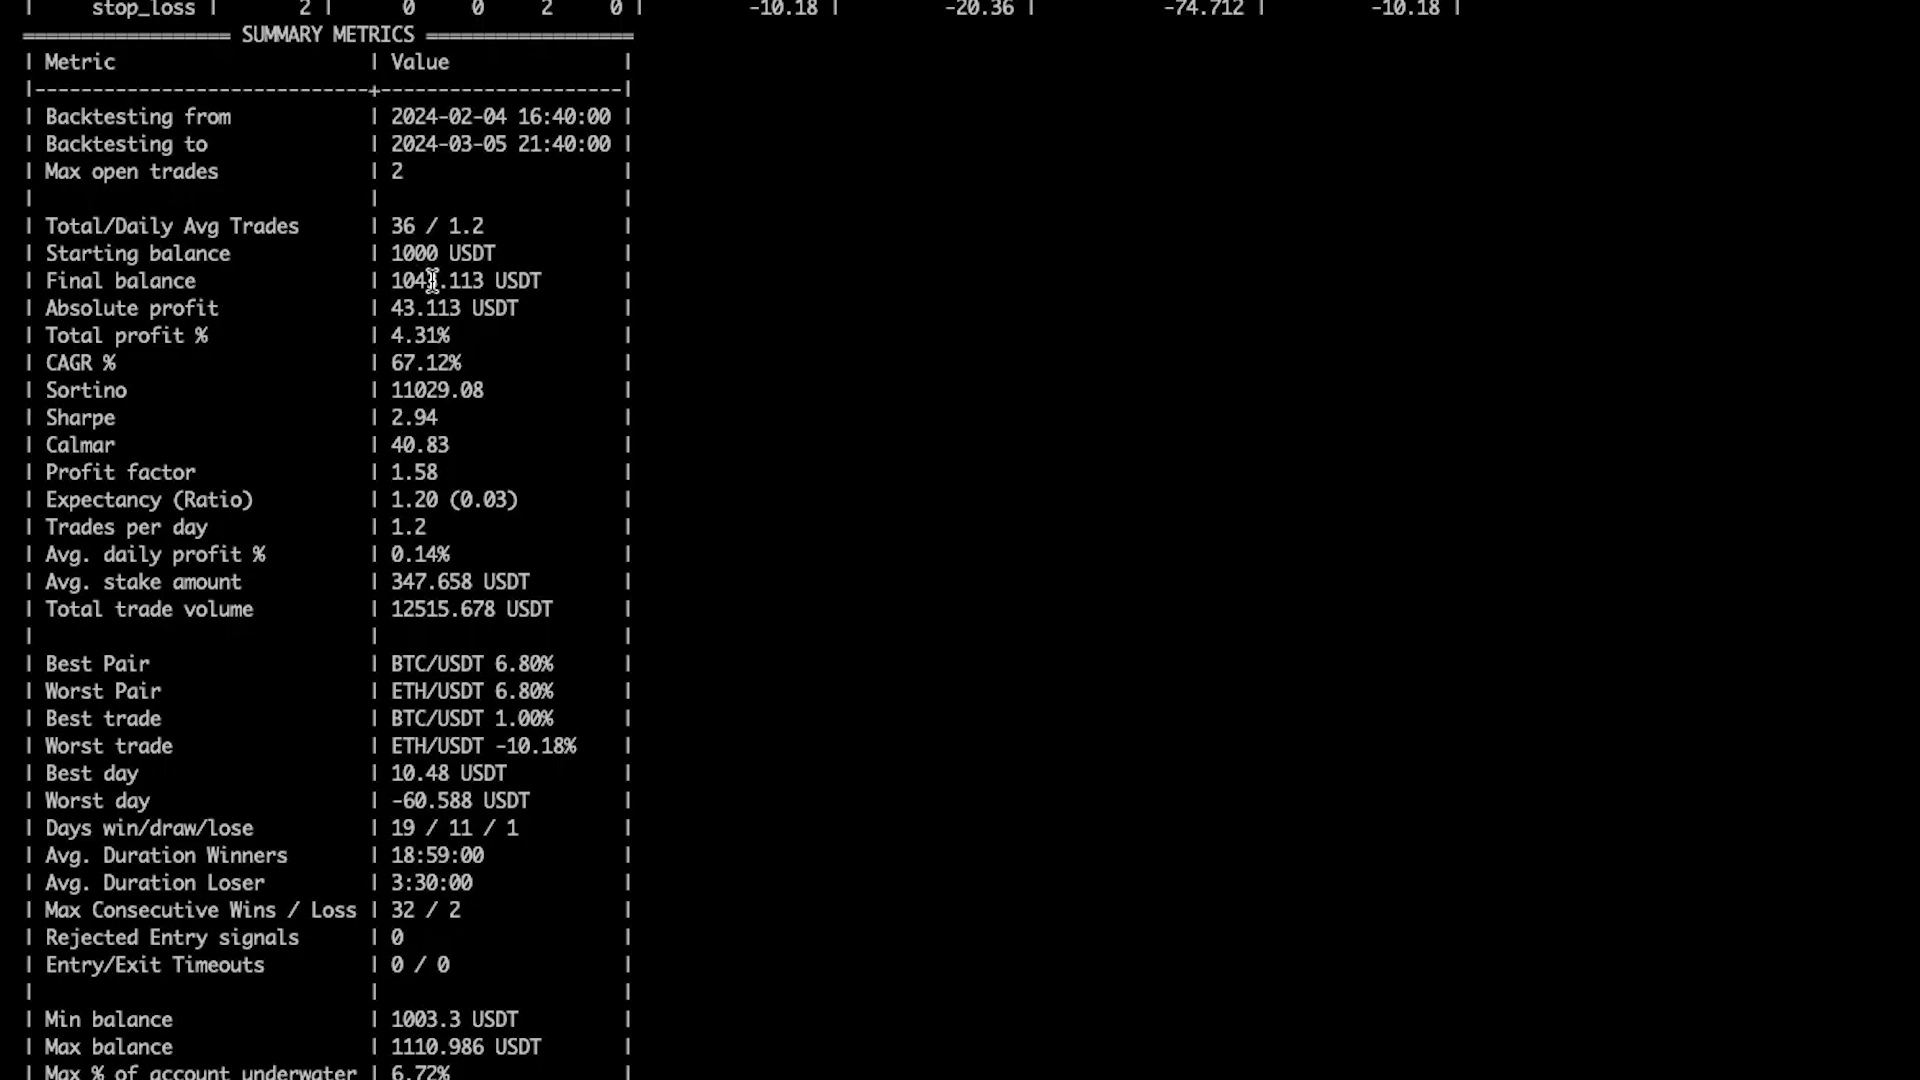 | stop_loss | 2 | 0 0 2 0 | -10.18 | -20.36 | -74.712 | -10.18 |
================== SUMMARY METRICS ==================
| Metric | Value |
|-----------------------------+---------------------|
| Backtesting from | 2024-02-04 16:40:00 |
| Backtesting to | 2024-03-05 21:40:00 |
| Max open trades | 2 |
| | |
| Total/Daily Avg Trades | 36 / 1.2 |
| Starting balance | 1000 USDT |
| Final balance | 1043.113 USDT |
| Absolute profit | 43.113 USDT |
| Total profit % | 4.31% |
| CAGR % | 67.12% |
| Sortino | 11029.08 |
| Sharpe | 2.94 |
| Calmar | 40.83 |
| Profit factor | 1.58 |
| Expectancy (Ratio) | 1.20 (0.03) |
| Trades per day | 1.2 |
| Avg. daily profit % | 0.14% |
| Avg. stake amount | 347.658 USDT |
| Total trade volume | 12515.678 USDT |
| | |
| Best Pair | BTC/USDT 6.80% |
| Worst Pair | ETH/USDT 6.80% |
| Best trade | BTC/USDT 1.00% |
| Worst trade | ETH/USDT -10.18% |
| Best day | 10.48 USDT |
| Worst day | -60.588 USDT |
| Days win/draw/lose | 19 / 11 / 1 |
| Avg. Duration Winners | 18:59:00 |
| Avg. Duration Loser | 3:30:00 |
| Max Consecutive Wins / Loss | 32 / 2 |
| Rejected Entry signals | 0 |
| Entry/Exit Timeouts | 0 / 0 |
| | |
| Min balance | 1003.3 USDT |
| Max balance | 1110.986 USDT |
| Max % of account underwater | 6.72% |